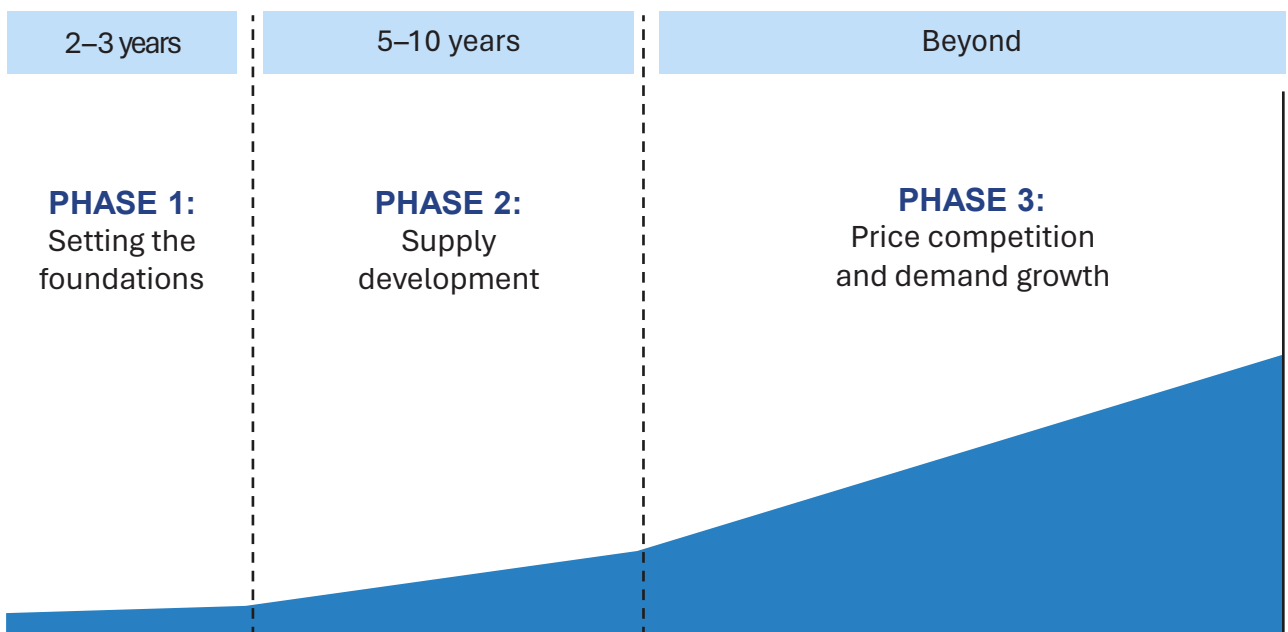 2–3 years
5–10 years
Beyond
PHASE 1:
Setting the
foundations
PHASE 2:
Supply
development
PHASE 3:
Price competition
and demand growth